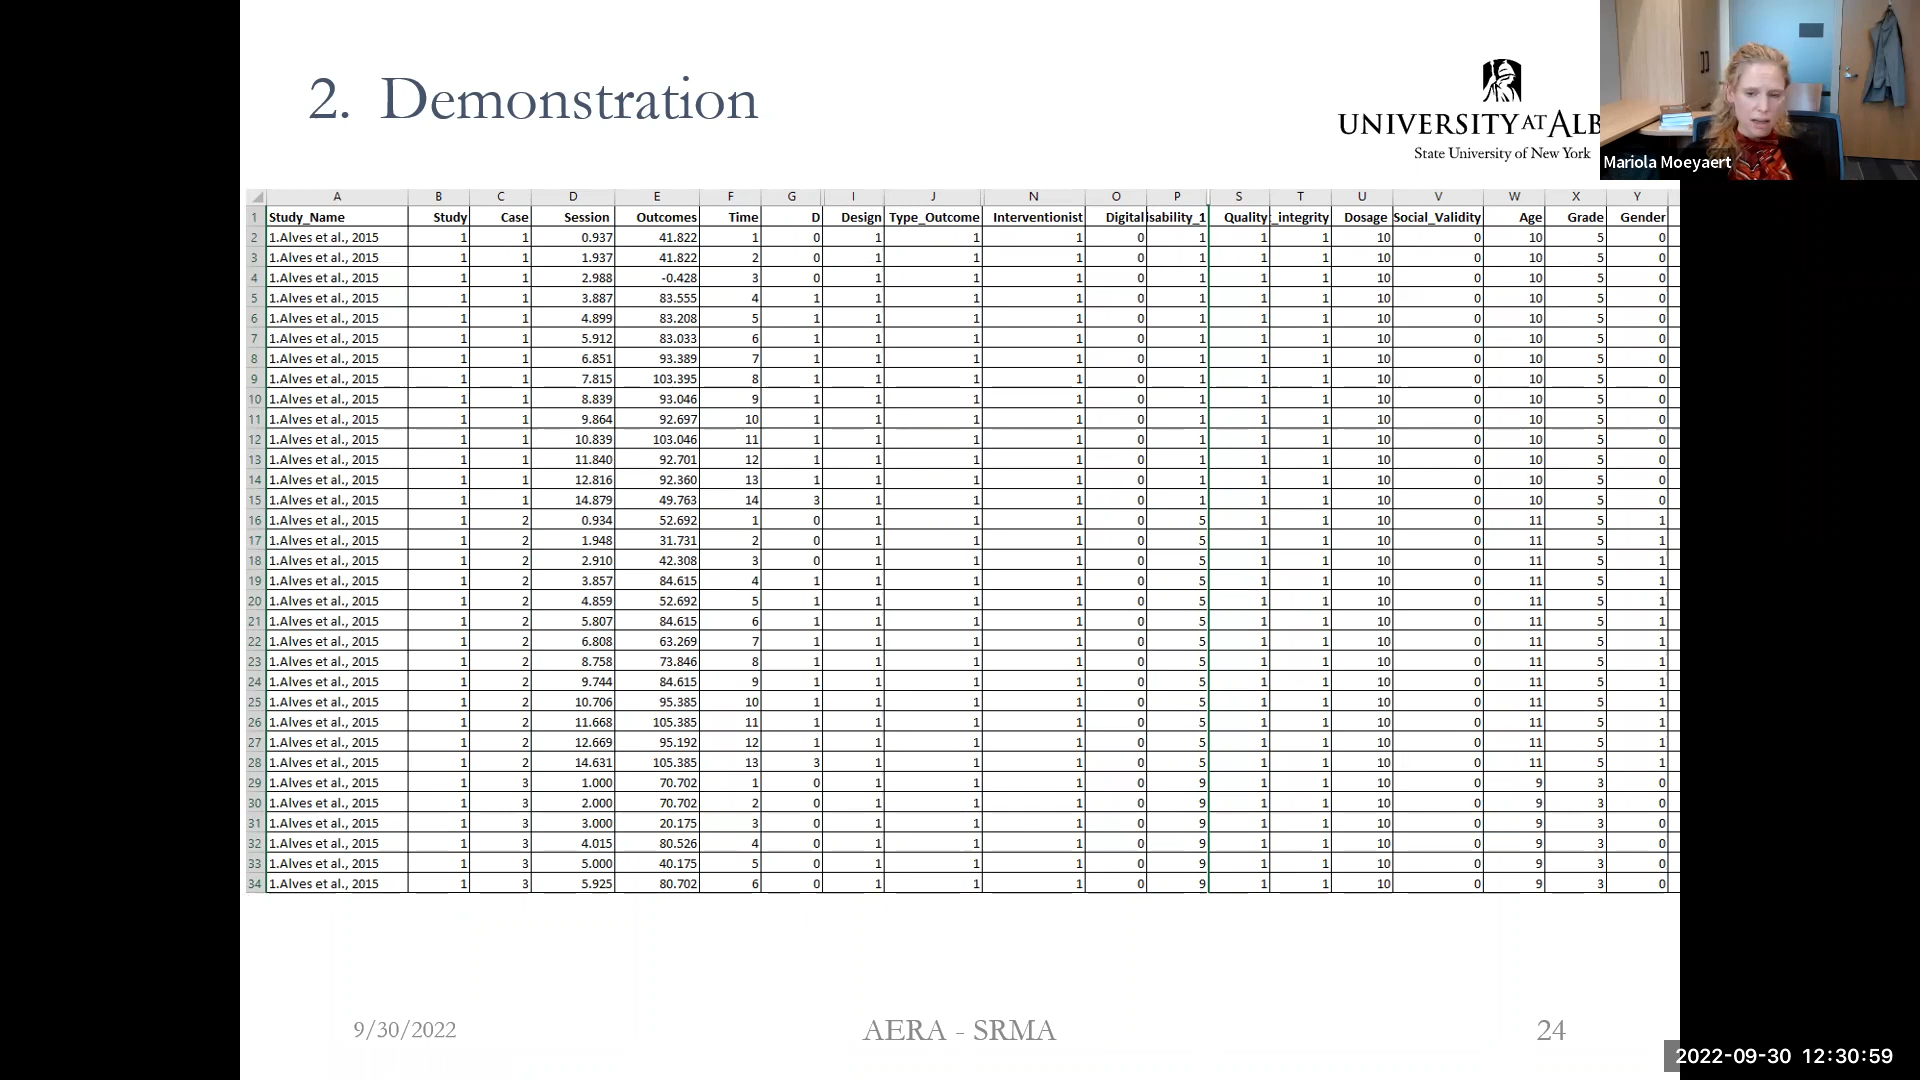 2. Demonstration
UNIVERSITY AT ALB
State University of New York
Mariola Moeyaert
A B C D E F G I J N O P S T U V W X Y
1 Study_Name Study Case Session Outcomes Time D Design Type_Outcome Interventionist Digital isability_1 Quality _integrity Dosage Social_Validity Age Grade Gender
2 1.Alves et al., 2015 1 1 0.937 41.822 1 0 1 1 1 0 1 1 1 10 0 10 5 0
3 1.Alves et al., 2015 1 1 1.937 41.822 2 0 1 1 1 0 1 1 1 10 0 10 5 0
4 1.Alves et al., 2015 1 1 2.988 -0.428 3 0 1 1 1 0 1 1 1 10 0 10 5 0
5 1.Alves et al., 2015 1 1 3.887 83.555 4 1 1 1 1 0 1 1 1 10 0 10 5 0
6 1.Alves et al., 2015 1 1 4.899 83.208 5 1 1 1 1 0 1 1 1 10 0 10 5 0
7 1.Alves et al., 2015 1 1 5.912 83.033 6 1 1 1 1 0 1 1 1 10 0 10 5 0
8 1.Alves et al., 2015 1 1 6.851 93.389 7 1 1 1 1 0 1 1 1 10 0 10 5 0
9 1.Alves et al., 2015 1 1 7.815 103.395 8 1 1 1 1 0 1 1 1 10 0 10 5 0
10 1.Alves et al., 2015 1 1 8.839 93.046 9 1 1 1 1 0 1 1 1 10 0 10 5 0
11 1.Alves et al., 2015 1 1 9.864 92.697 10 1 1 1 1 0 1 1 1 10 0 10 5 0
12 1.Alves et al., 2015 1 1 10.839 103.046 11 1 1 1 1 0 1 1 1 10 0 10 5 0
13 1.Alves et al., 2015 1 1 11.840 92.701 12 1 1 1 1 0 1 1 1 10 0 10 5 0
14 1.Alves et al., 2015 1 1 12.816 92.360 13 1 1 1 1 0 1 1 1 10 0 10 5 0
15 1.Alves et al., 2015 1 1 14.879 49.763 14 3 1 1 1 0 1 1 1 10 0 10 5 0
16 1.Alves et al., 2015 1 2 0.934 52.692 1 0 1 1 1 0 5 1 1 10 0 11 5 1
17 1.Alves et al., 2015 1 2 1.948 31.731 2 0 1 1 1 0 5 1 1 10 0 11 5 1
18 1.Alves et al., 2015 1 2 2.910 42.308 3 0 1 1 1 0 5 1 1 10 0 11 5 1
19 1.Alves et al., 2015 1 2 3.857 84.615 4 1 1 1 1 0 5 1 1 10 0 11 5 1
20 1.Alves et al., 2015 1 2 4.859 52.692 5 1 1 1 1 0 5 1 1 10 0 11 5 1
21 1.Alves et al., 2015 1 2 5.807 84.615 6 1 1 1 1 0 5 1 1 10 0 11 5 1
22 1.Alves et al., 2015 1 2 6.808 63.269 7 1 1 1 1 0 5 1 1 10 0 11 5 1
23 1.Alves et al., 2015 1 2 8.758 73.846 8 1 1 1 1 0 5 1 1 10 0 11 5 1
24 1.Alves et al., 2015 1 2 9.744 84.615 9 1 1 1 1 0 5 1 1 10 0 11 5 1
25 1.Alves et al., 2015 1 2 10.706 95.385 10 1 1 1 1 0 5 1 1 10 0 11 5 1
26 1.Alves et al., 2015 1 2 11.668 105.385 11 1 1 1 1 0 5 1 1 10 0 11 5 1
27 1.Alves et al., 2015 1 2 12.669 95.192 12 1 1 1 1 0 5 1 1 10 0 11 5 1
28 1.Alves et al., 2015 1 2 14.631 105.385 13 3 1 1 1 0 5 1 1 10 0 11 5 1
29 1.Alves et al., 2015 1 3 1.000 70.702 1 0 1 1 1 0 9 1 1 10 0 9 3 0
30 1.Alves et al., 2015 1 3 2.000 70.702 2 0 1 1 1 0 9 1 1 10 0 9 3 0
31 1.Alves et al., 2015 1 3 3.000 20.175 3 0 1 1 1 0 9 1 1 10 0 9 3 0
32 1.Alves et al., 2015 1 3 4.015 80.526 4 0 1 1 1 0 9 1 1 10 0 9 3 0
33 1.Alves et al., 2015 1 3 5.000 40.175 5 0 1 1 1 0 9 1 1 10 0 9 3 0
34 1.Alves et al., 2015 1 3 5.925 80.702 6 0 1 1 1 0 9 1 1 10 0 9 3 0
9/30/2022 AERA - SRMA 24
2022-09-30 12:30:59